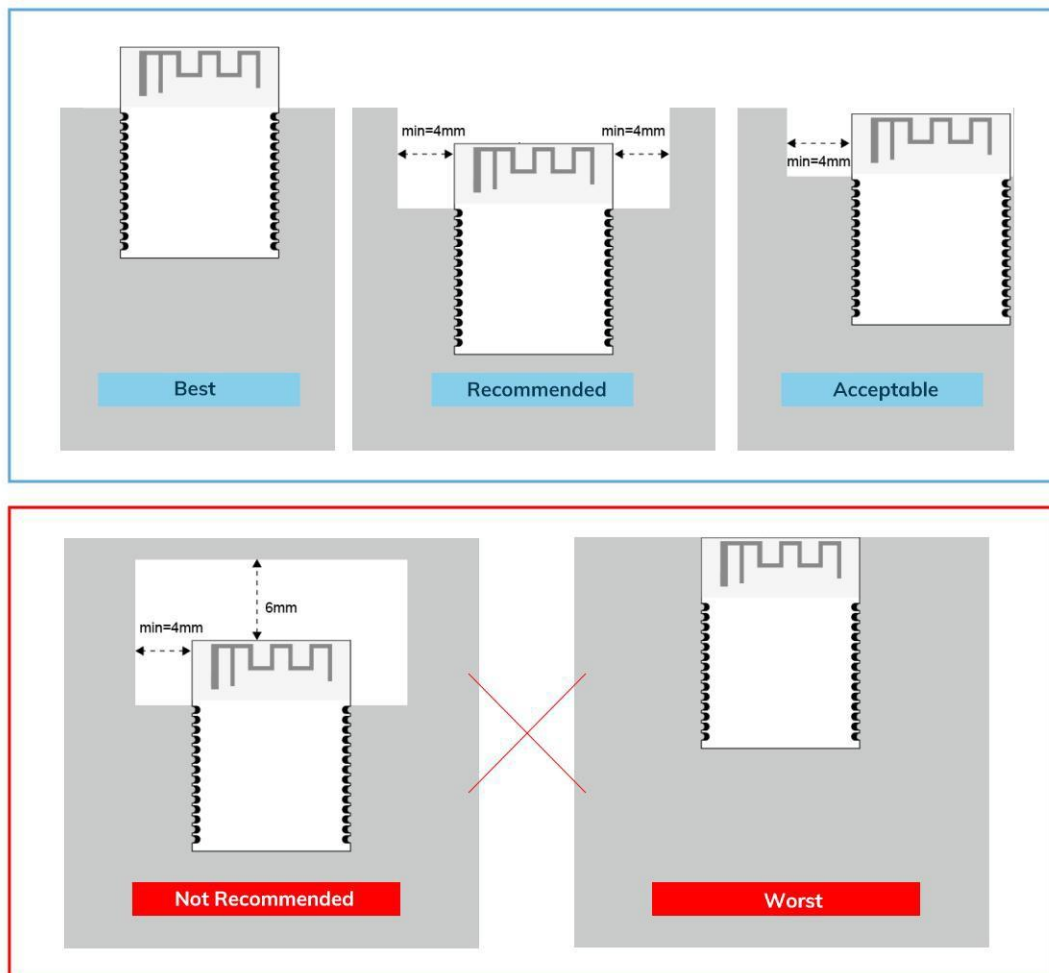 min=4mm
min=4mm
min=4mm
Best
Recommended
Acceptable
6mm
min=4mm
Not Recommended
Worst